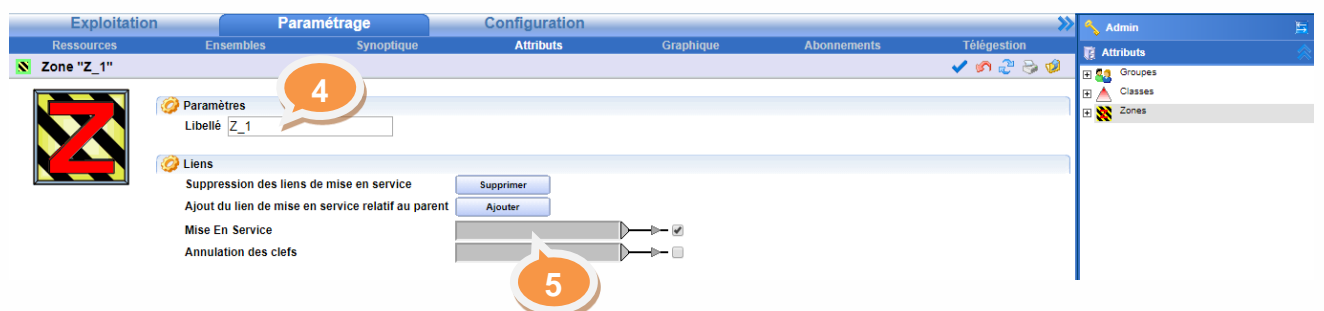 Exploitation Paramétrage Configuration
Ressources Ensembles Synoptique Attributs Graphique Abonnements Télégestion
Zone "Z_1"
4
Paramètres
Libellé Z_1
Z
Liens
Suppression des liens de mise en service Supprimer
Ajout du lien de mise en service relatif au parent Ajouter
Mise En Service
Annulation des clefs
5
Admin
Attributs
Groupes
Classes
Zones